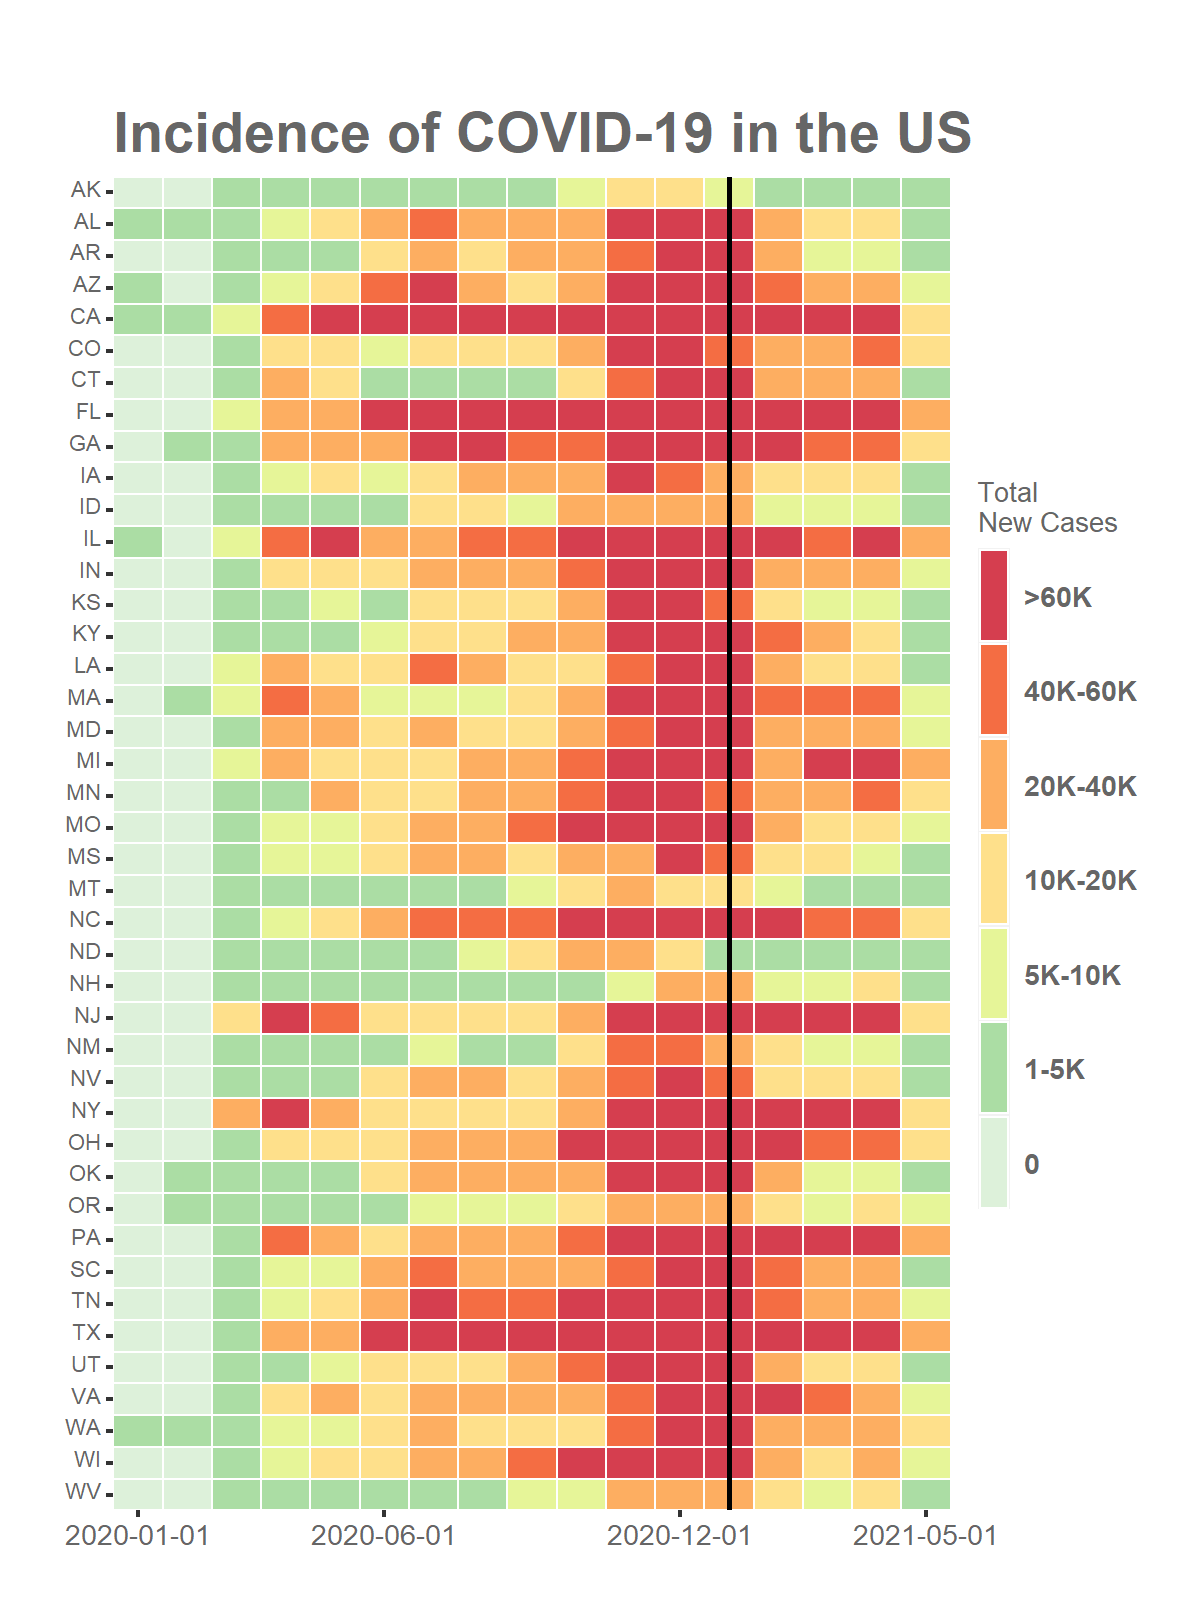 Incidence of COVID-19 in the US
AK
AL
AR
AZ
CA
CO
CT
FL
GA
IA
ID
IL
IN
KS
KY
LA
MA
MD
MI
MN
MO
MS
MT
NC
ND
NH
NJ
NM
NV
NY
OH
OK
OR
PA
SC
TN
TX
UT
VA
WA
WI
WV
2020-01-01 2020-06-01 2020-12-01 2021-05-01
Total
New Cases
>60K
40K-60K
20K-40K
10K-20K
5K-10K
1-5K
0